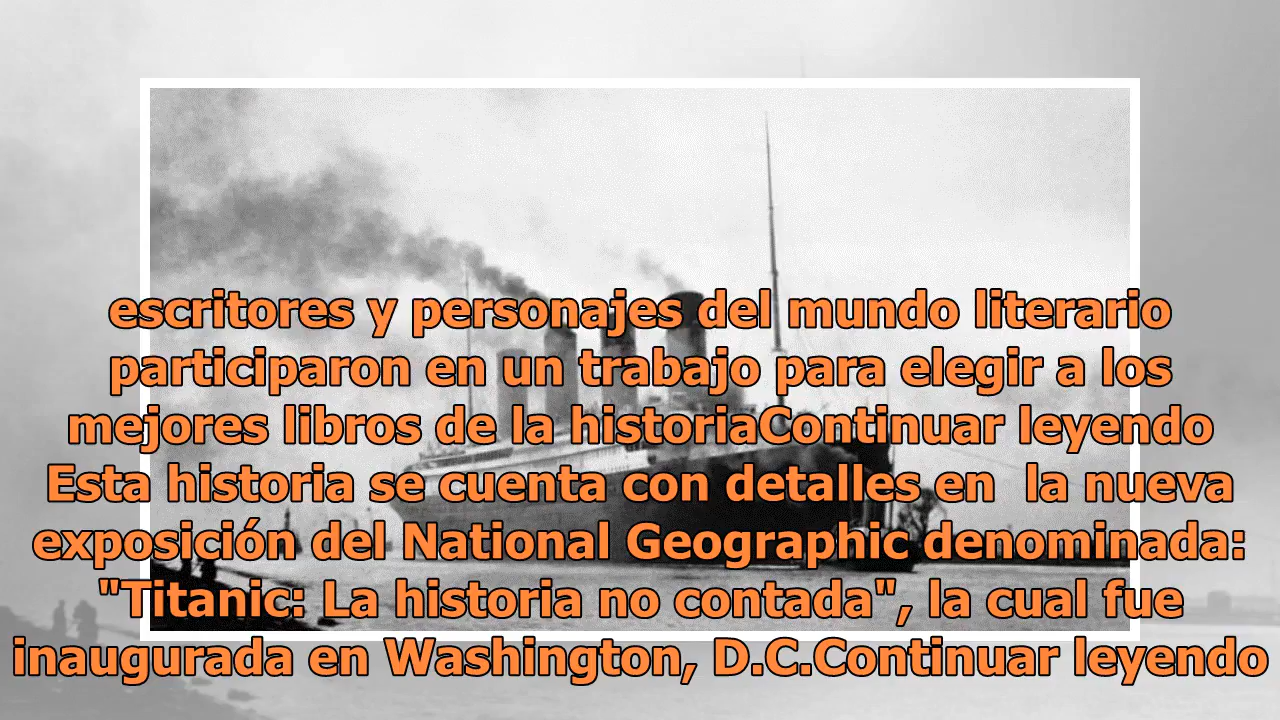 escritores y personajes del mundo literario
participaron en un trabajo para elegir a los
mejores libros de la historiaContinuar leyendo
Esta historia se cuenta con detalles en  la nueva
exposición del National Geographic denominada:
"Titanic: La historia no contada", la cual fue
inaugurada en Washington, D.C.Continuar leyendo